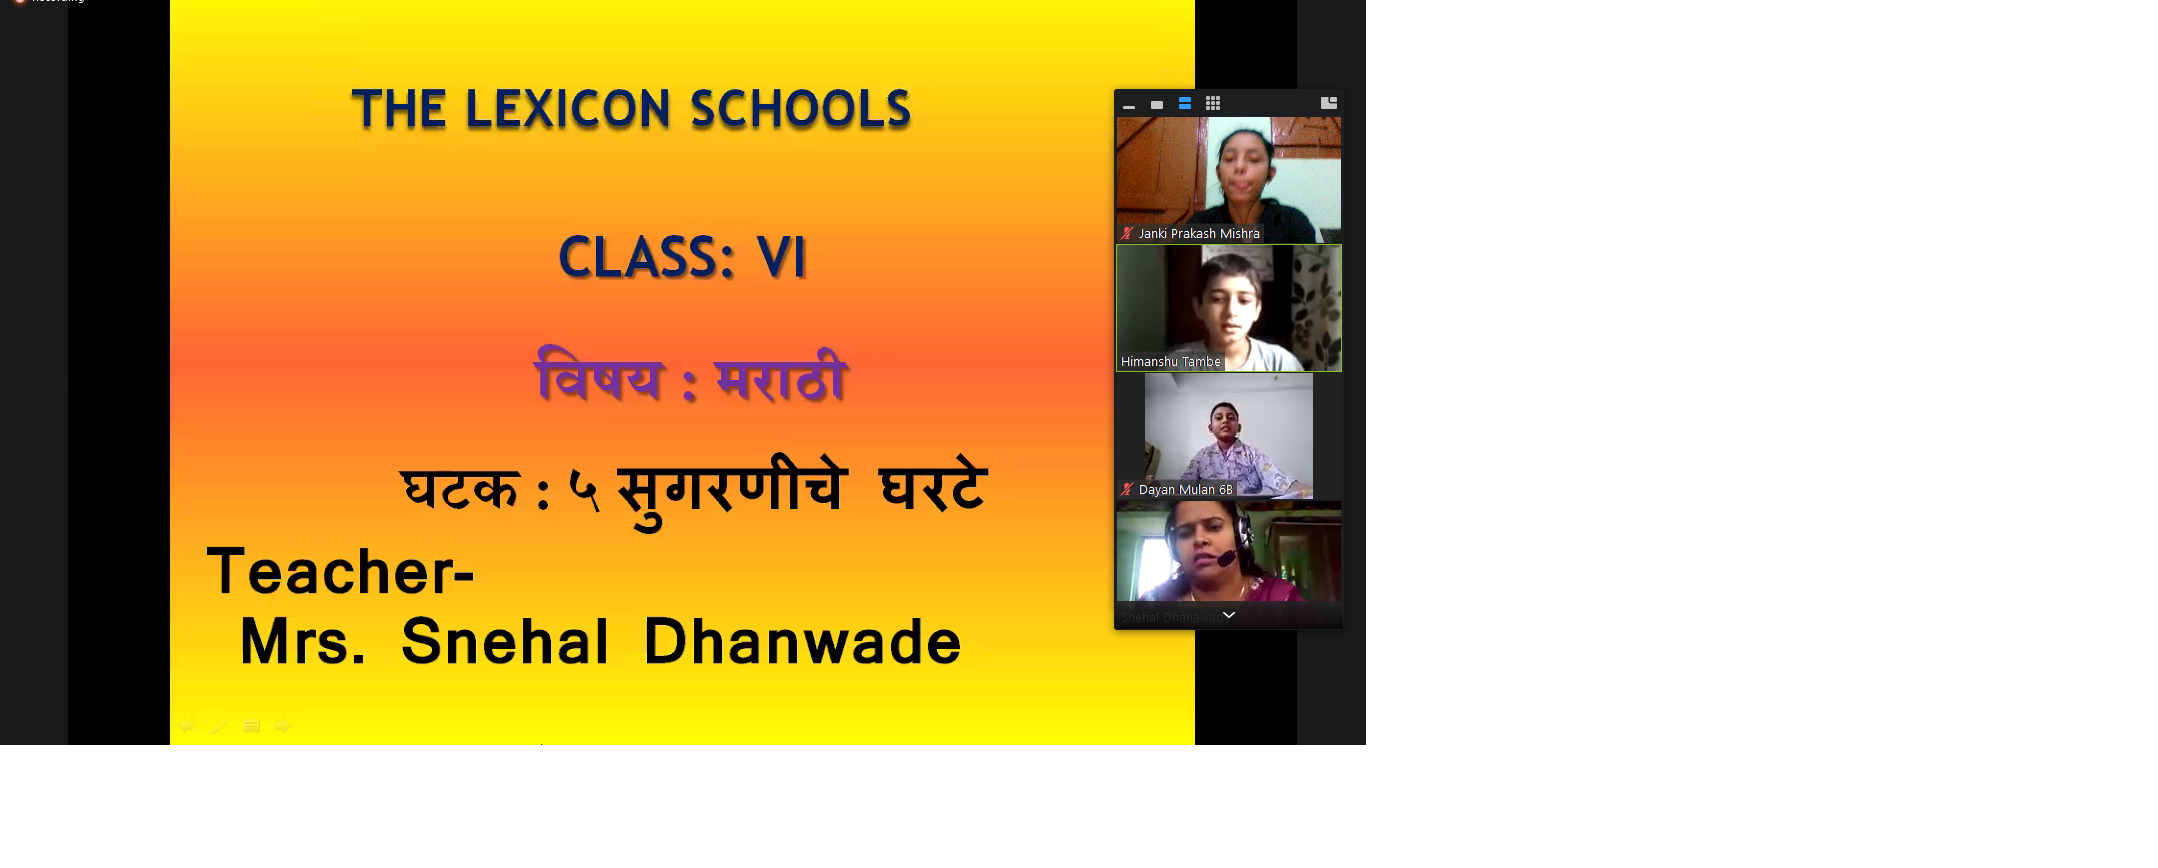 THE LEXICON SCHOOLS
CLASS: VI
विषय : मराठी
घटक : ५ सुगरणीचे घरटे
Teacher-
Mrs. Snehal Dhanwade
Janki Prakash Mishra
Himanshu Tambe
Dayan Mulan 6B
Snehal Dhanawade